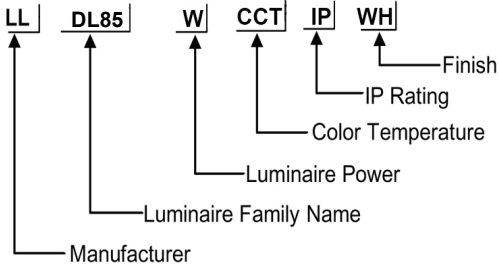 LL DL85 W CCT IP WH
Finish
IP Rating
Color Temperature
Luminaire Power
Luminaire Family Name
Manufacturer